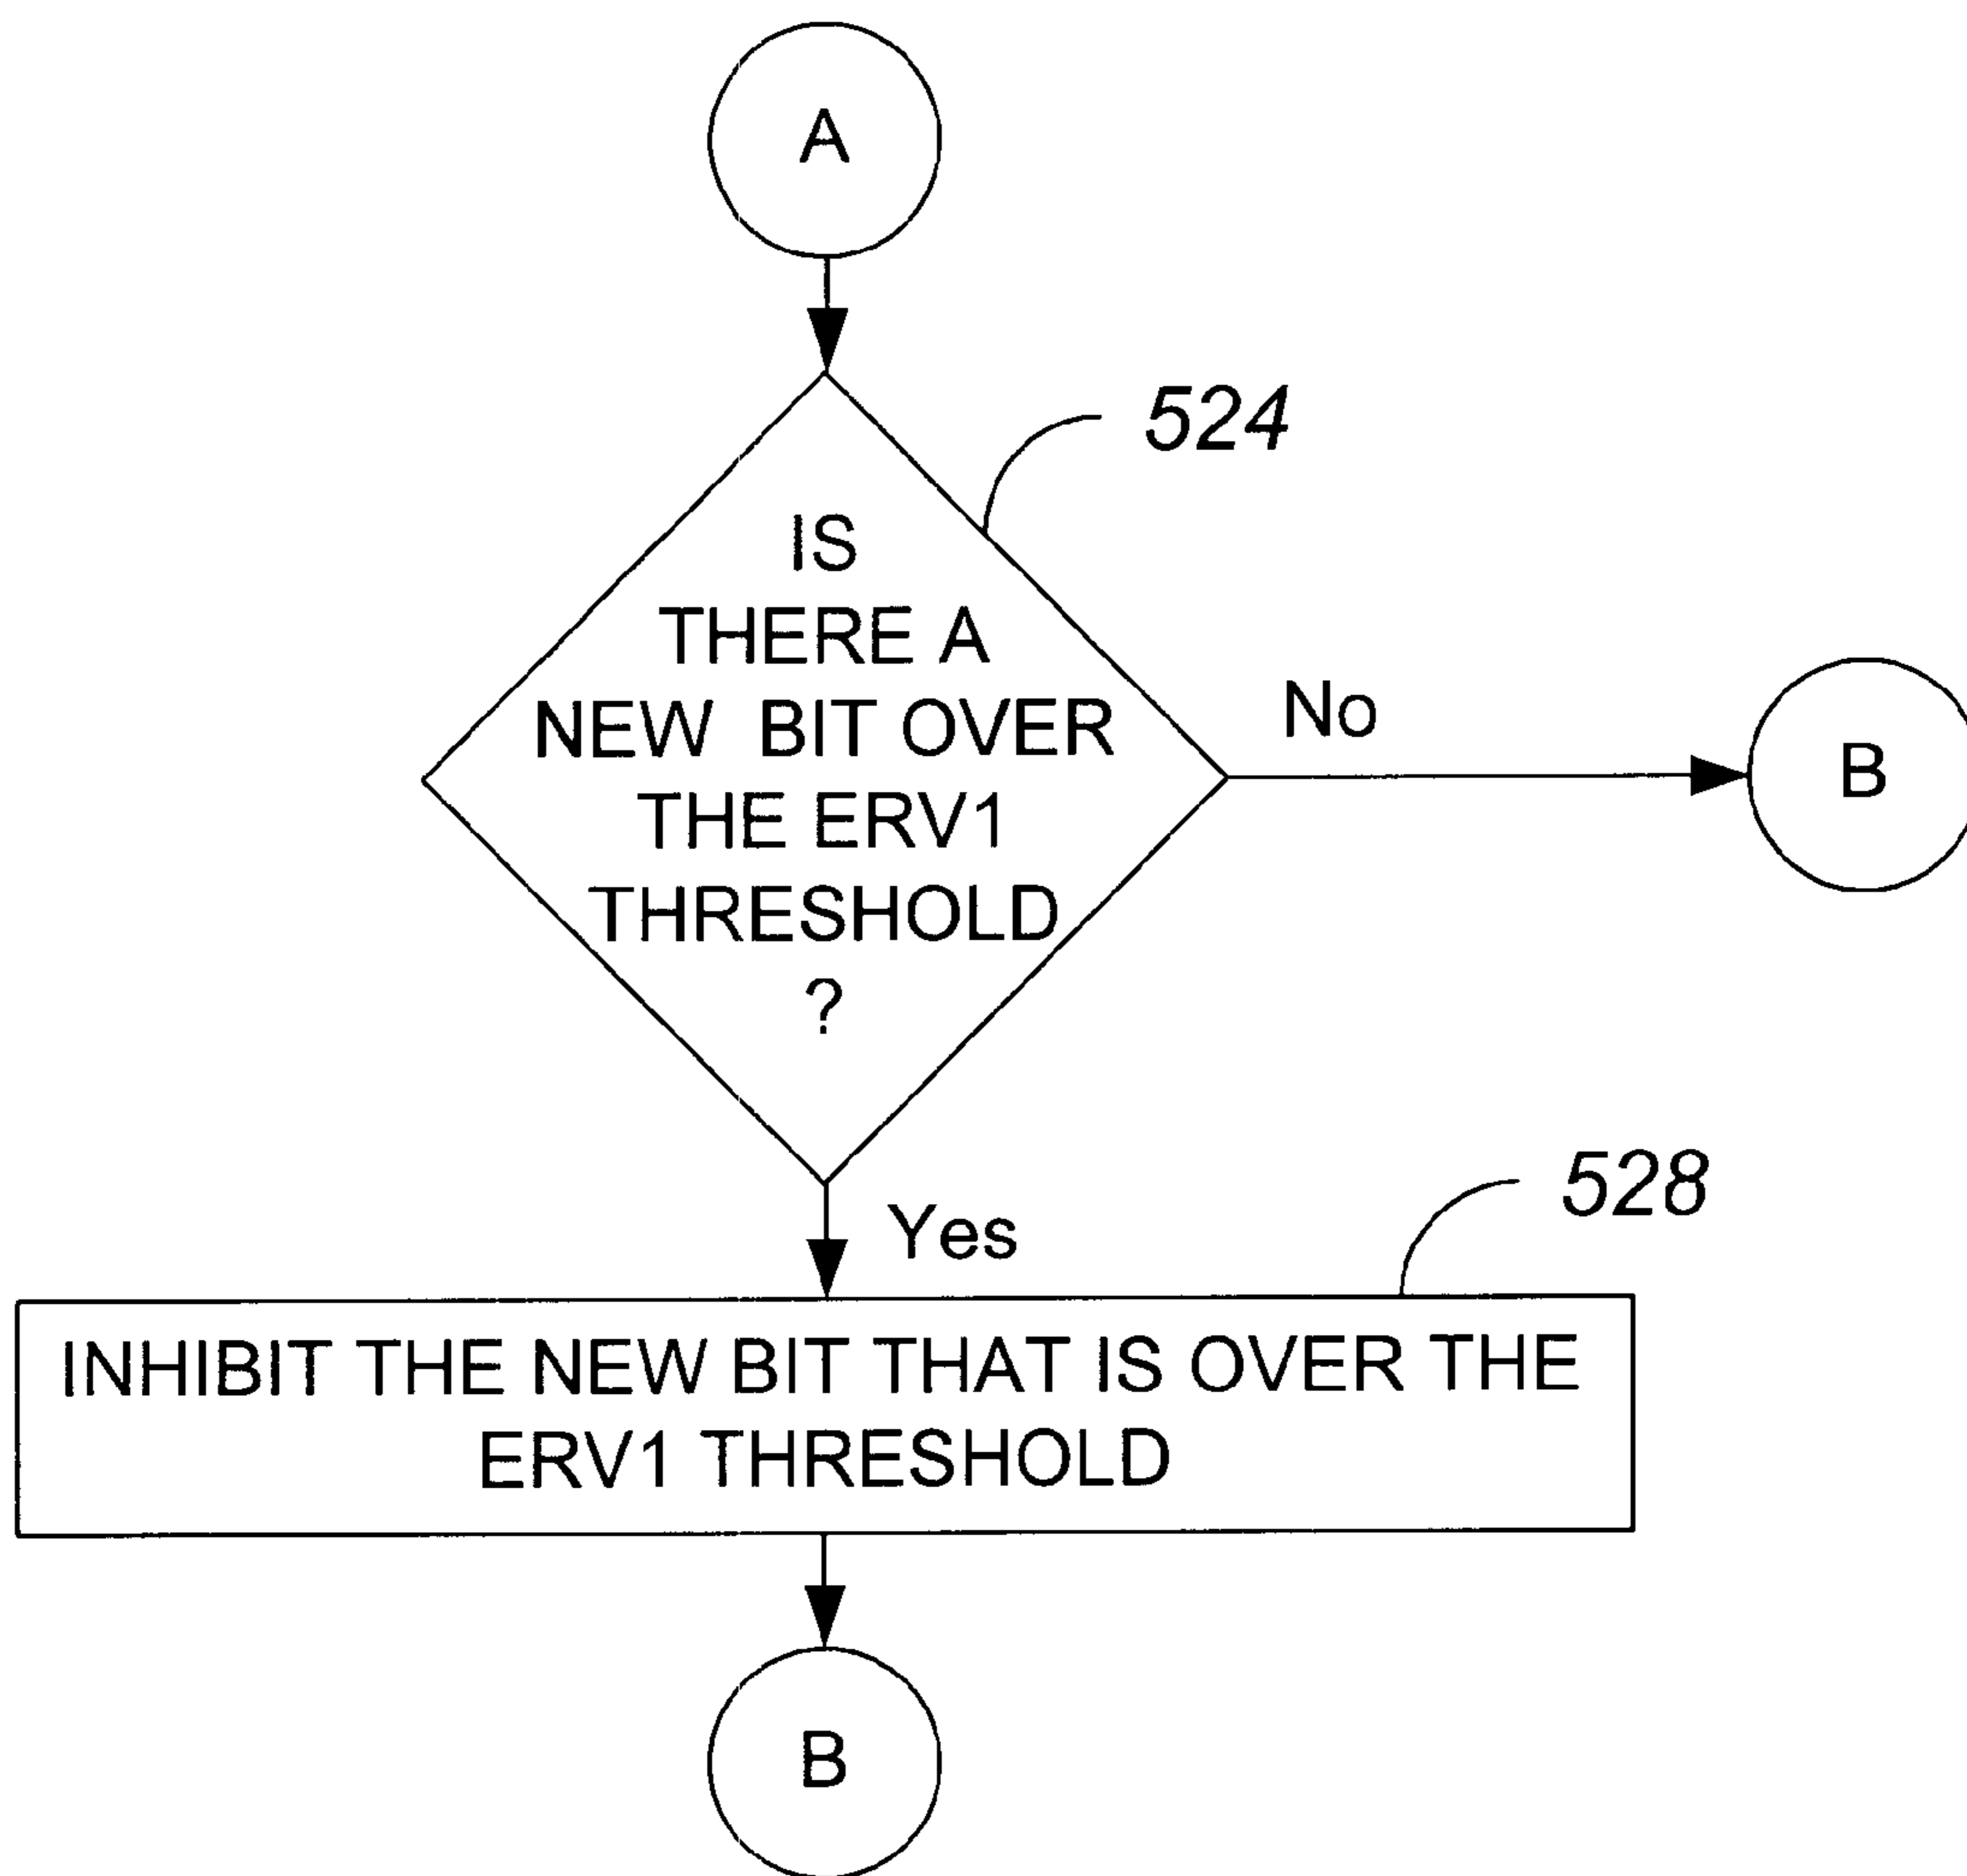 A
524
IS
THERE A
NEW BIT OVER
THE ERV1
THRESHOLD
?
No
B
Yes
528
INHIBIT THE NEW BIT THAT IS OVER THE
ERV1 THRESHOLD
B